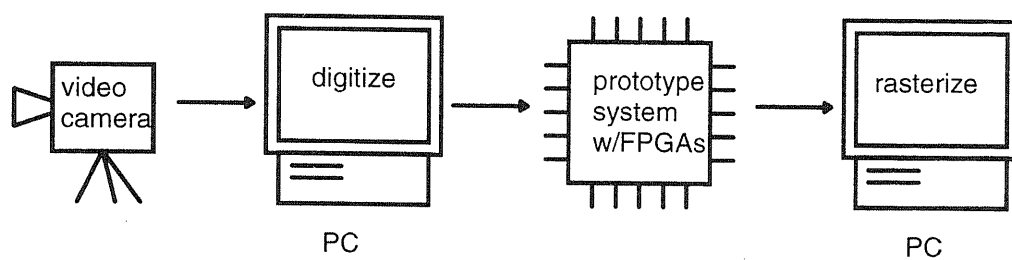 video
camera
digitize
prototype
system
w/FPGAs
rasterize
PC
PC